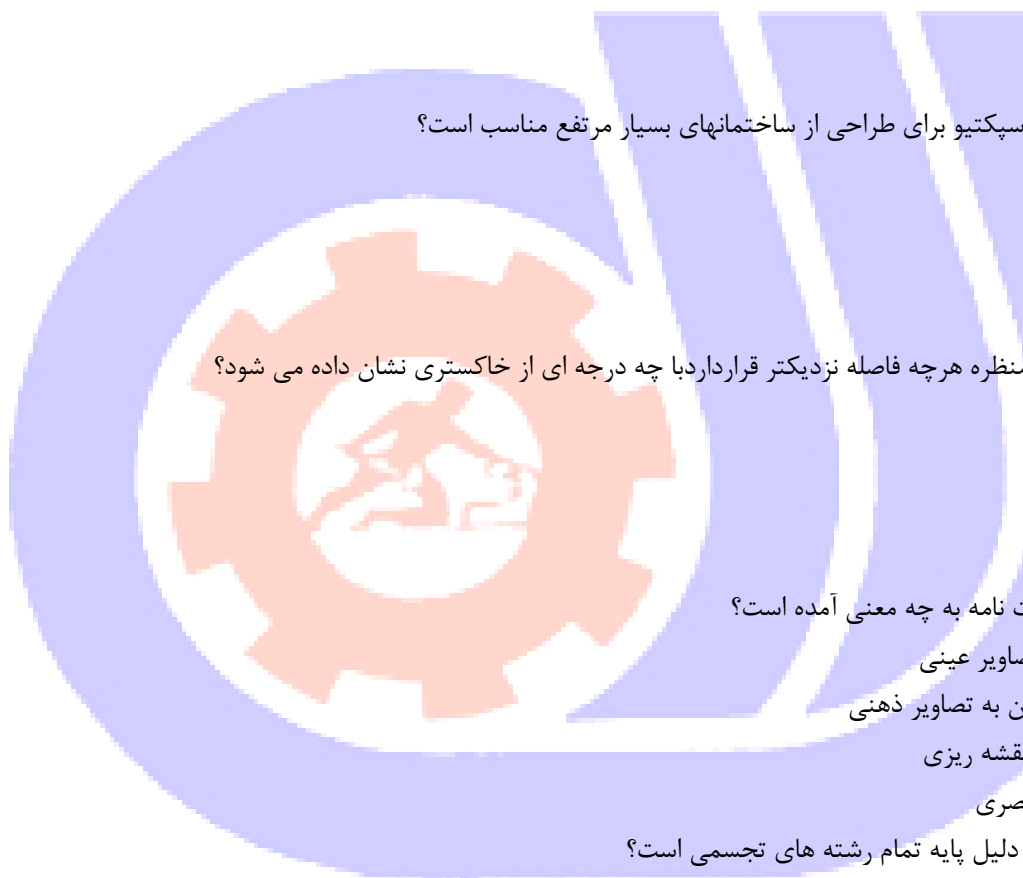 سپکتیو برای طراحی از ساختمانهای بسیار مرتفع مناسب است؟
منظره هرچه فاصله نزدیکتر قرارداردبا چه درجه ای از خاکستری نشان داده می شود؟
ت نامه به چه معنی آمده است؟
صاویر عینی
ن به تصاویر ذهنی
نقشه ریزی
صری
دلیل پایه تمام رشته های تجسمی است؟